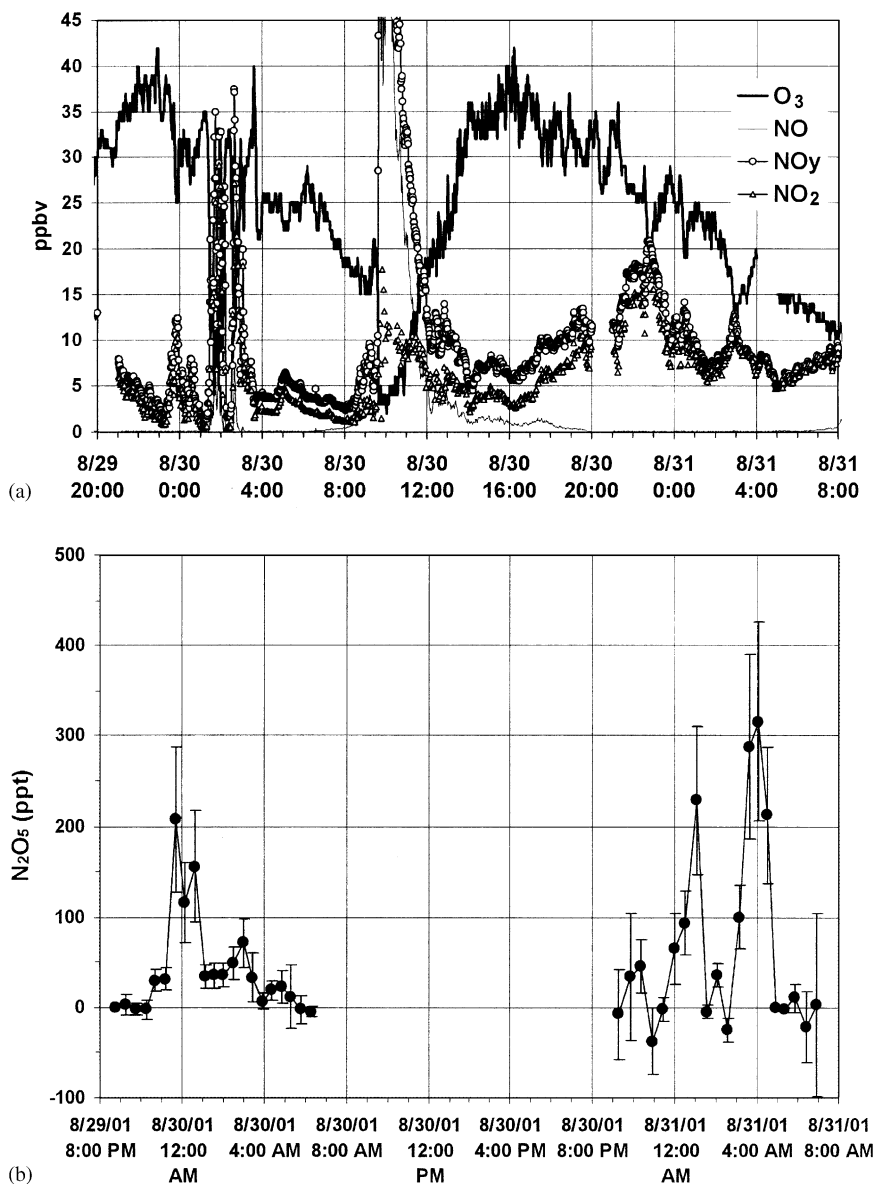 45
40
35
30
25
20
15
10
5
0
ppbv
O₃
NO
NOy
NO₂
8/29 8/30 8/30 8/30 8/30 8/30 8/30 8/31 8/31 8/31
20:00 0:00 4:00 8:00 12:00 16:00 20:00 0:00 4:00 8:00
(a)
500
400
300
200
100
0
-100
N₂O₅ (ppt)
8/29/01 8/30/01 8/30/01 8/30/01 8/30/01 8/30/01 8/30/01 8/31/01 8/31/01 8/31/01
8:00 PM 12:00 4:00 AM 8:00 AM 12:00 4:00 PM 8:00 PM 12:00 4:00 AM 8:00 AM
AM PM AM
(b)